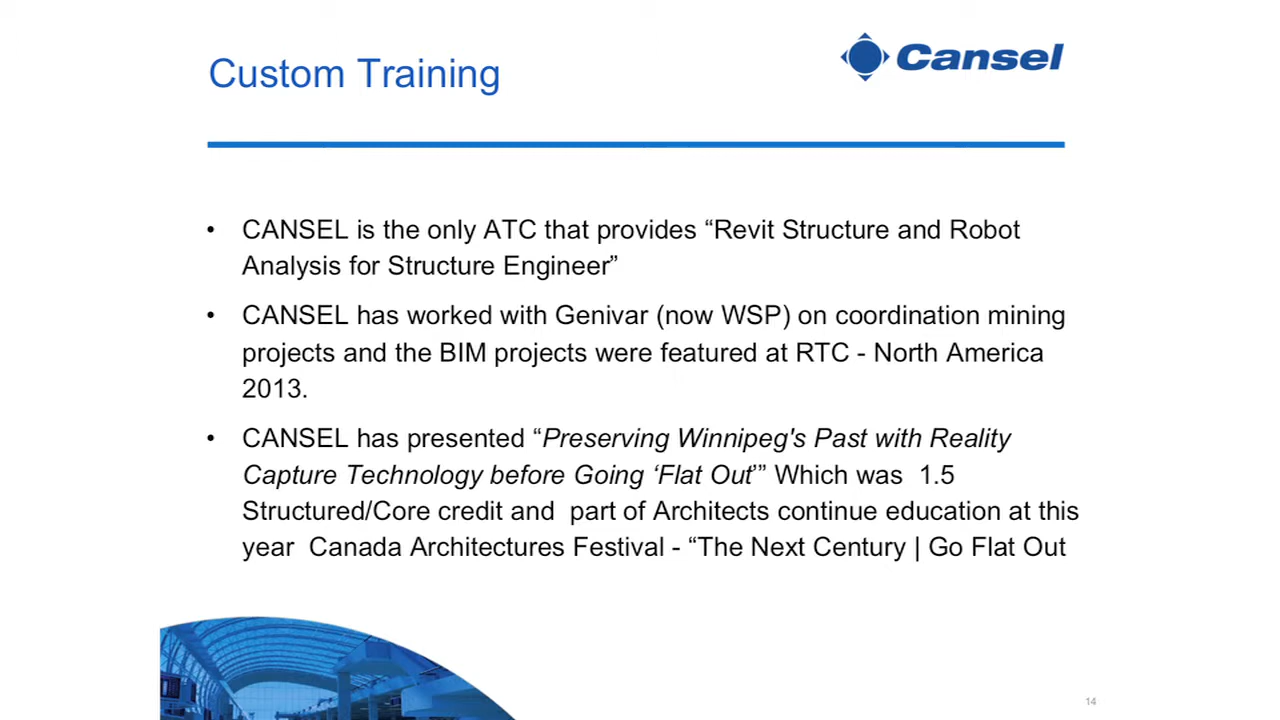 Custom Training
Cansel
• CANSEL is the only ATC that provides “Revit Structure and Robot
Analysis for Structure Engineer”
• CANSEL has worked with Genivar (now WSP) on coordination mining
projects and the BIM projects were featured at RTC - North America
2013.
• CANSEL has presented “Preserving Winnipeg's Past with Reality
Capture Technology before Going ‘Flat Out’” Which was  1.5
Structured/Core credit and  part of Architects continue education at this
year  Canada Architectures Festival - “The Next Century | Go Flat Out
14